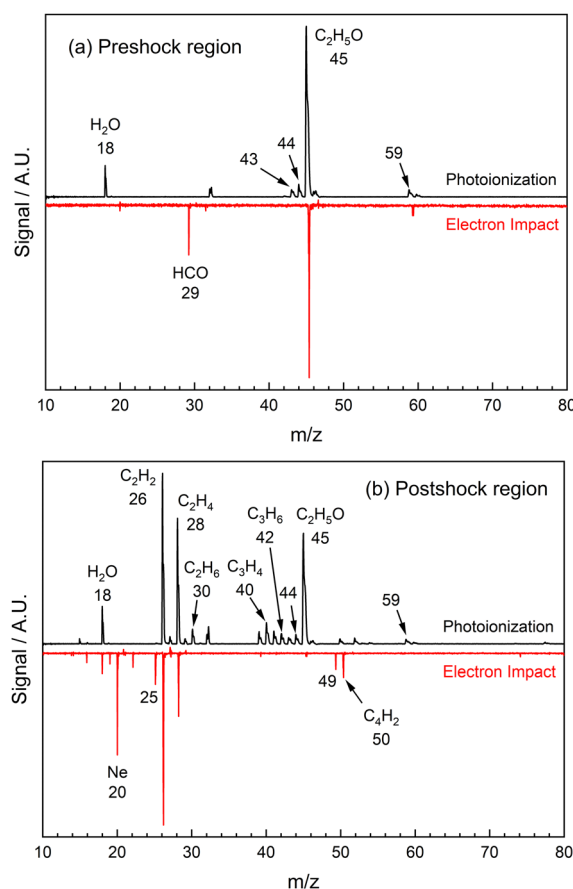 (a) Preshock region
C₂H₅O
45
H₂O
18
43
44
59
Photoionization
Electron Impact
HCO
29
Signal / A.U.
10 20 30 40 50 60 70 80
m/z
(b) Postshock region
C₂H₂
26
C₂H₄
28
C₃H₆
42
C₂H₅O
45
H₂O
18
C₂H₆
30
C₃H₄
40
44
59
Photoionization
Electron Impact
25
49
C₄H₂
50
Ne
20
Signal / A.U.
10 20 30 40 50 60 70 80
m/z